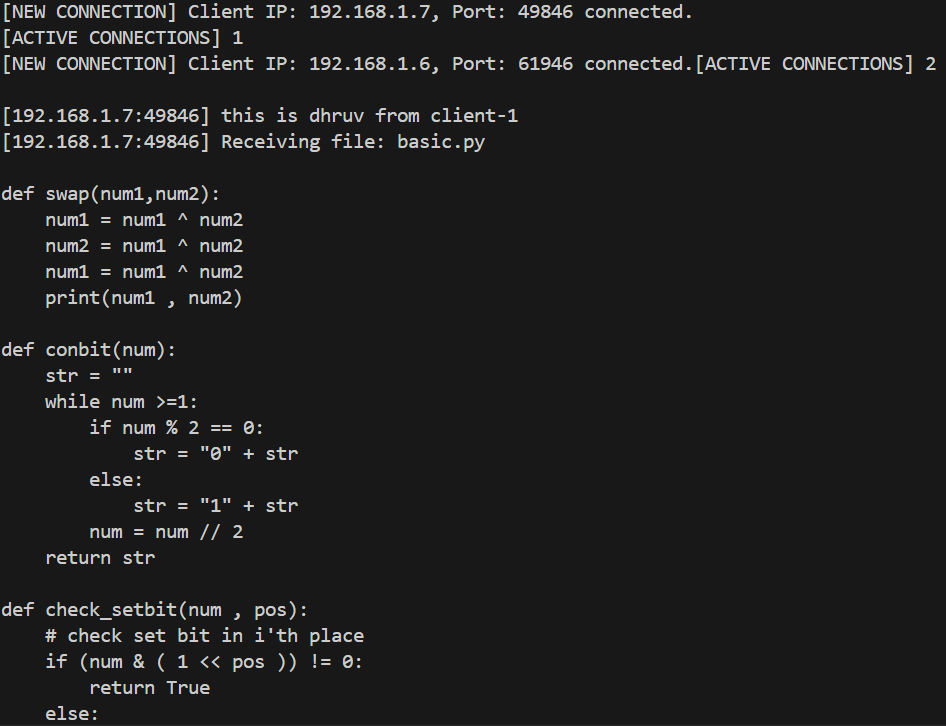 [NEW CONNECTION] Client IP: 192.168.1.7, Port: 49846 connected.
[ACTIVE CONNECTIONS] 1
[NEW CONNECTION] Client IP: 192.168.1.6, Port: 61946 connected.[ACTIVE CONNECTIONS] 2

[192.168.1.7:49846] this is dhruv from client-1
[192.168.1.7:49846] Receiving file: basic.py

def swap(num1,num2):
    num1 = num1 ^ num2
    num2 = num1 ^ num2
    num1 = num1 ^ num2
    print(num1 , num2)

def conbit(num):
    str = ""
    while num >=1:
        if num % 2 == 0:
            str = "0" + str
        else:
            str = "1" + str
        num = num // 2
    return str

def check_setbit(num , pos):
    # check set bit in i'th place
    if (num & ( 1 << pos )) != 0:
        return True
    else: